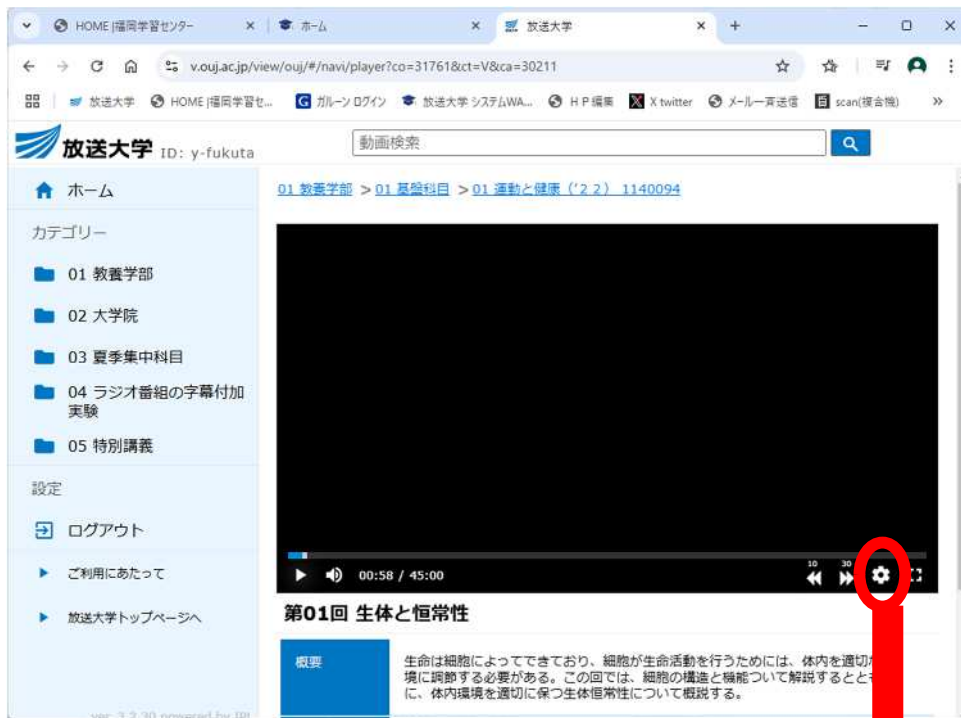 HOME |福岡学習センター
ホーム
放送大学
v.ouj.ac.jp/view/ouj/#/navi/player?co=31761&ct=V&ca=30211
放送大学
HOME |福岡学習セ...
ガルーン ログイン
放送大学 システムWA...
H P 編集
X twitter
メール一斉送信
scan(複合機)
放送大学 ID: y-fukuta
動画検索
ホーム
01 教養学部 > 01 基盤科目 > 01 運動と健康（'２２） 1140094
カテゴリー
01 教養学部
02 大学院
03 夏季集中科目
04 ラジオ番組の字幕付加
実験
05 特別講義
設定
ログアウト
ご利用にあたって
放送大学トップページへ
10 30
00:58 / 45:00
第01回 生体と恒常性
概要
生命は細胞によってできており、細胞が生命活動を行うためには、体内を適切
境に調節する必要がある。この回では、細胞の構造と機能ついて解説するととも
に、体内環境を適切に保つ生体恒常性について概説する。